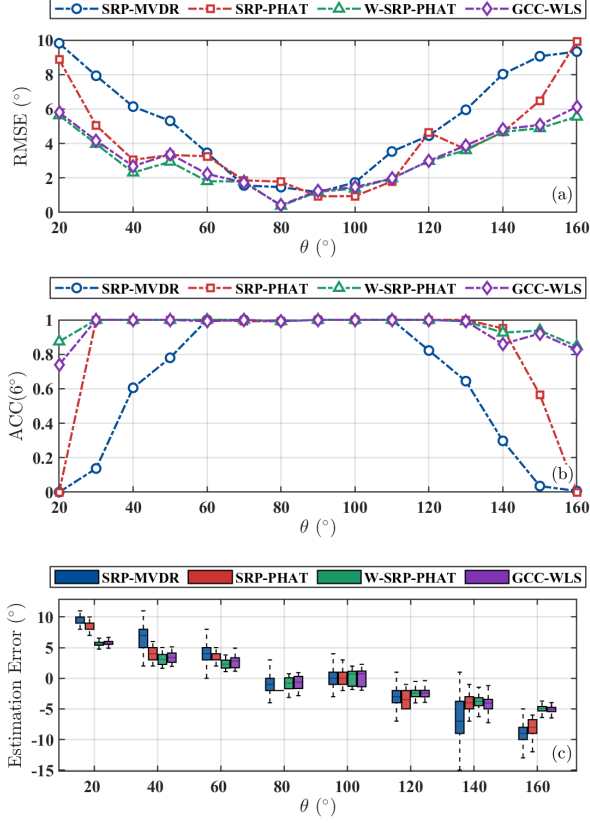 SRP-MVDR SRP-PHAT W-SRP-PHAT GCC-WLS
10
8
6
4
2
0
RMSE (°)
(a)
20 40 60 80 100 120 140 160
θ (°)
SRP-MVDR SRP-PHAT W-SRP-PHAT GCC-WLS
1
0.8
0.6
0.4
0.2
0
ACC(6°)
(b)
20 40 60 80 100 120 140 160
θ (°)
SRP-MVDR SRP-PHAT W-SRP-PHAT GCC-WLS
10
5
0
-5
-10
-15
Estimation Error (°)
(c)
20 40 60 80 100 120 140 160
θ (°)